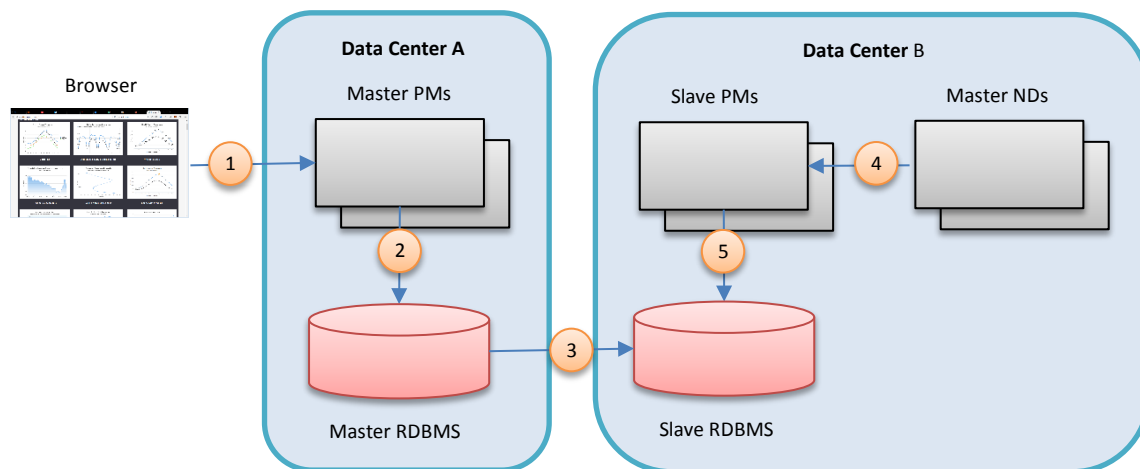 Data Center A
Data Center B
Browser
Master PMs
Slave PMs
Master NDs
1
4
2
5
3
Master RDBMS
Slave RDBMS